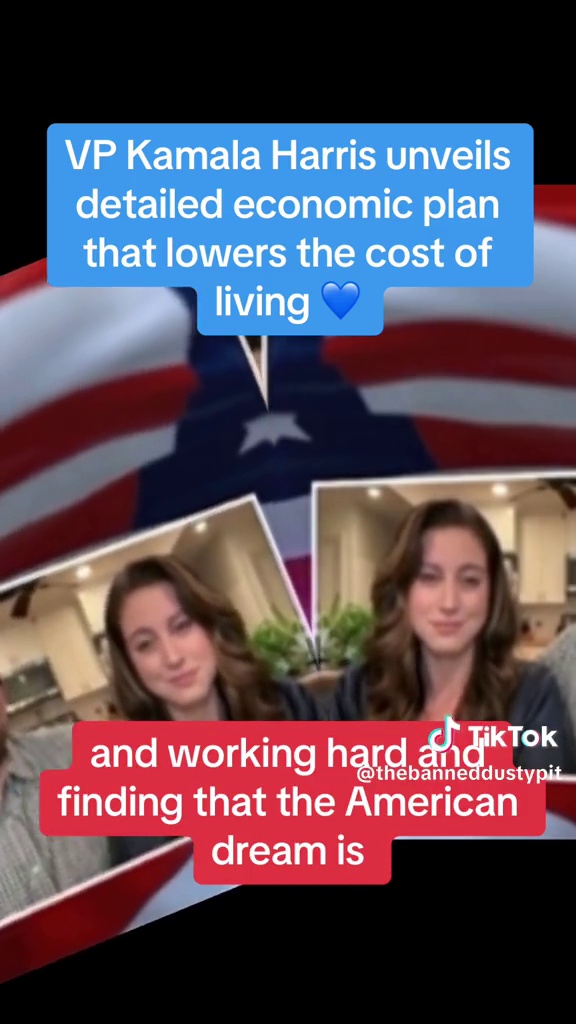 VP Kamala Harris unveils
detailed economic plan
that lowers the cost of
living 💙
TikTok
and working hard and
@thebanneddustypit
finding that the American
dream is